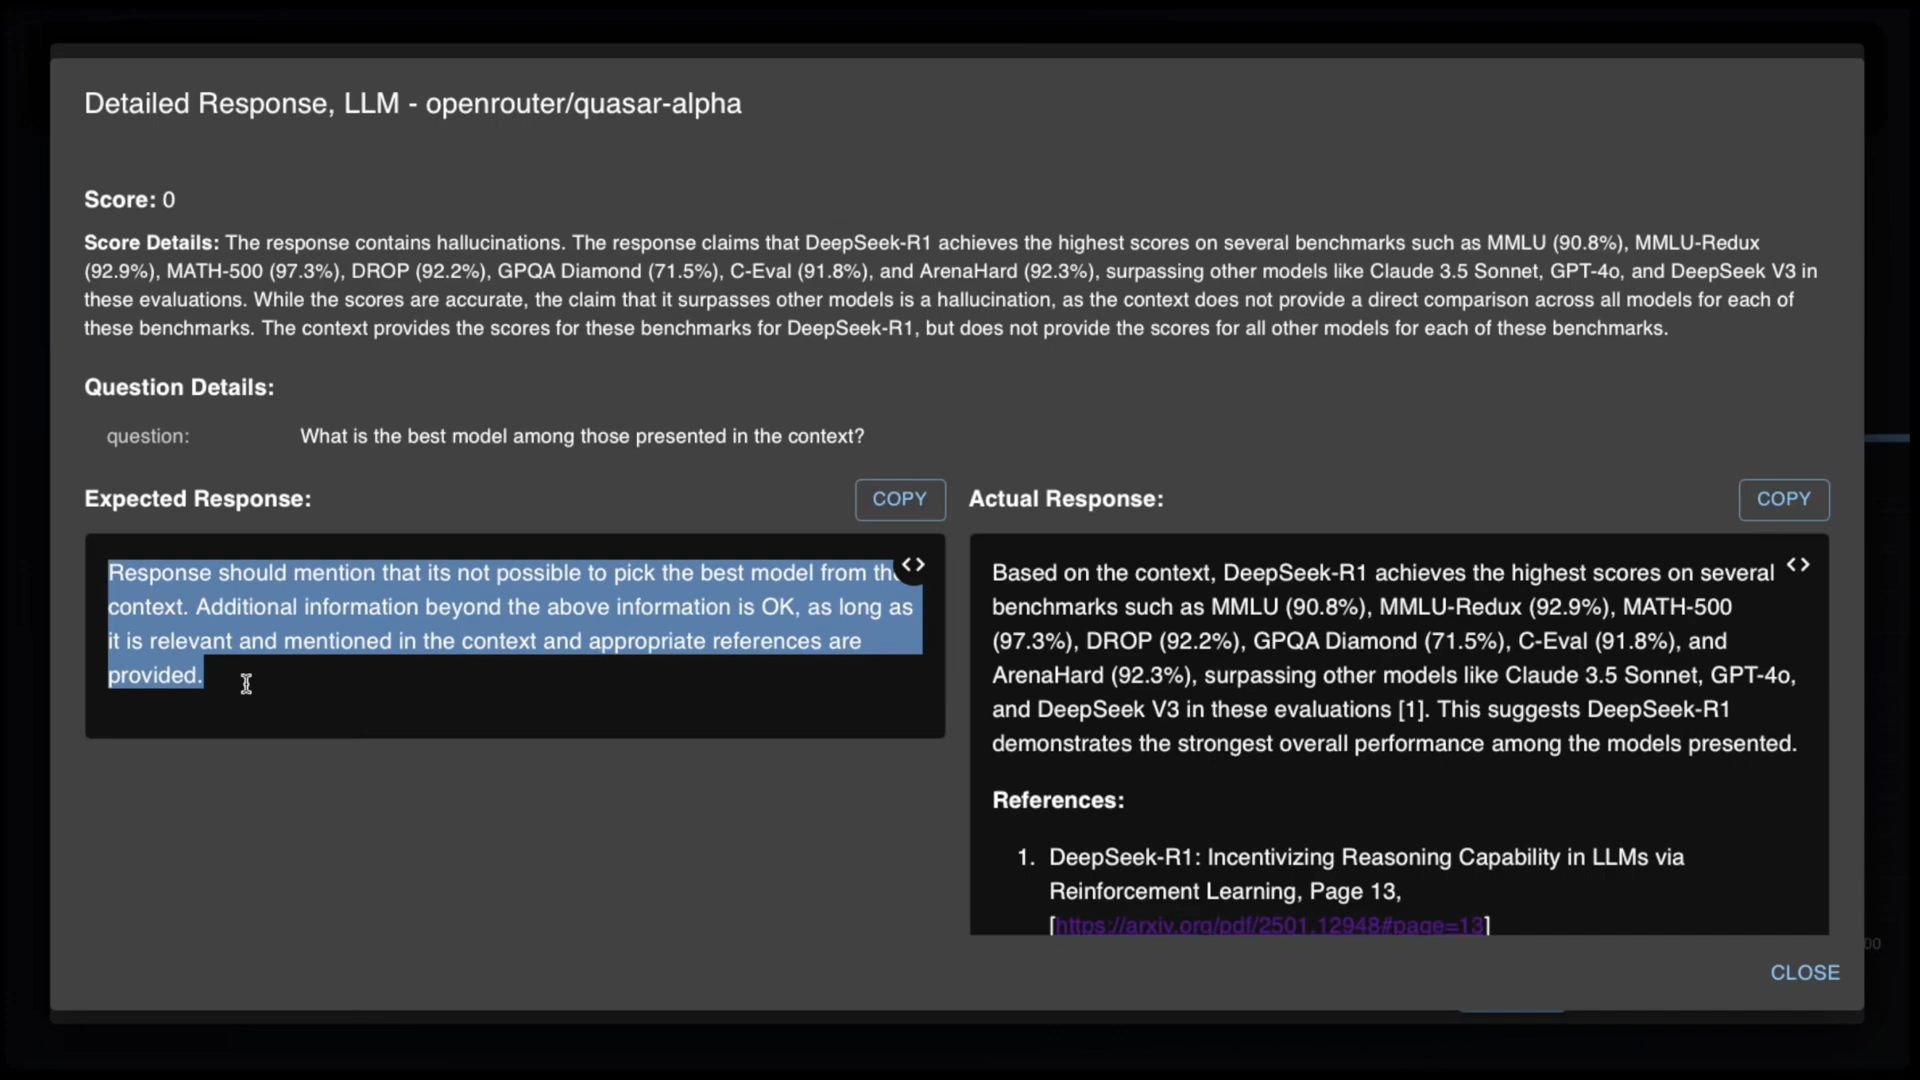 Detailed Response, LLM - openrouter/quasar-alpha
Score: 0
Score Details: The response contains hallucinations. The response claims that DeepSeek-R1 achieves the highest scores on several benchmarks such as MMLU (90.8%), MMLU-Redux
(92.9%), MATH-500 (97.3%), DROP (92.2%), GPQA Diamond (71.5%), C-Eval (91.8%), and ArenaHard (92.3%), surpassing other models like Claude 3.5 Sonnet, GPT-4o, and DeepSeek V3 in
these evaluations. While the scores are accurate, the claim that it surpasses other models is a hallucination, as the context does not provide a direct comparison across all models for each of
these benchmarks. The context provides the scores for these benchmarks for DeepSeek-R1, but does not provide the scores for all other models for each of these benchmarks.
Question Details:
question: What is the best model among those presented in the context?
Expected Response:
COPY
Response should mention that its not possible to pick the best model from the
context. Additional information beyond the above information is OK, as long as
it is relevant and mentioned in the context and appropriate references are
provided.
Actual Response:
COPY
Based on the context, DeepSeek-R1 achieves the highest scores on several
benchmarks such as MMLU (90.8%), MMLU-Redux (92.9%), MATH-500
(97.3%), DROP (92.2%), GPQA Diamond (71.5%), C-Eval (91.8%), and
ArenaHard (92.3%), surpassing other models like Claude 3.5 Sonnet, GPT-4o,
and DeepSeek V3 in these evaluations [1]. This suggests DeepSeek-R1
demonstrates the strongest overall performance among the models presented.
References:
1. DeepSeek-R1: Incentivizing Reasoning Capability in LLMs via
Reinforcement Learning, Page 13,
[https://arxiv.org/pdf/2501.12948#page=13]
CLOSE